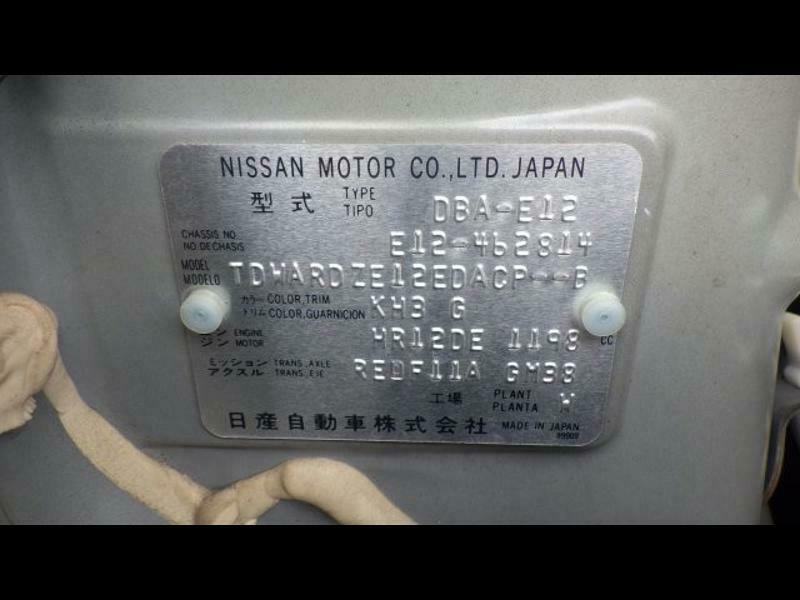 NISSAN MOTOR CO.,LTD. JAPAN
型式 TYPE TIPO DBA-E12
CHASSIS NO. NO.DECHASIS E12-462814
MODEL MODELO TDWARDZE12EDACP---B
カラー COLOR,TRIM トリム COLOR,GUARNICION KH3 G
ジン ENGINE MOTOR HR12DE 1198 CC
ミッション TRANS,AXLE アクスル TRANS,EJE RE0F11A GM38
工場 PLANT PLANTA W
日産自動車株式会社 MADE IN JAPAN